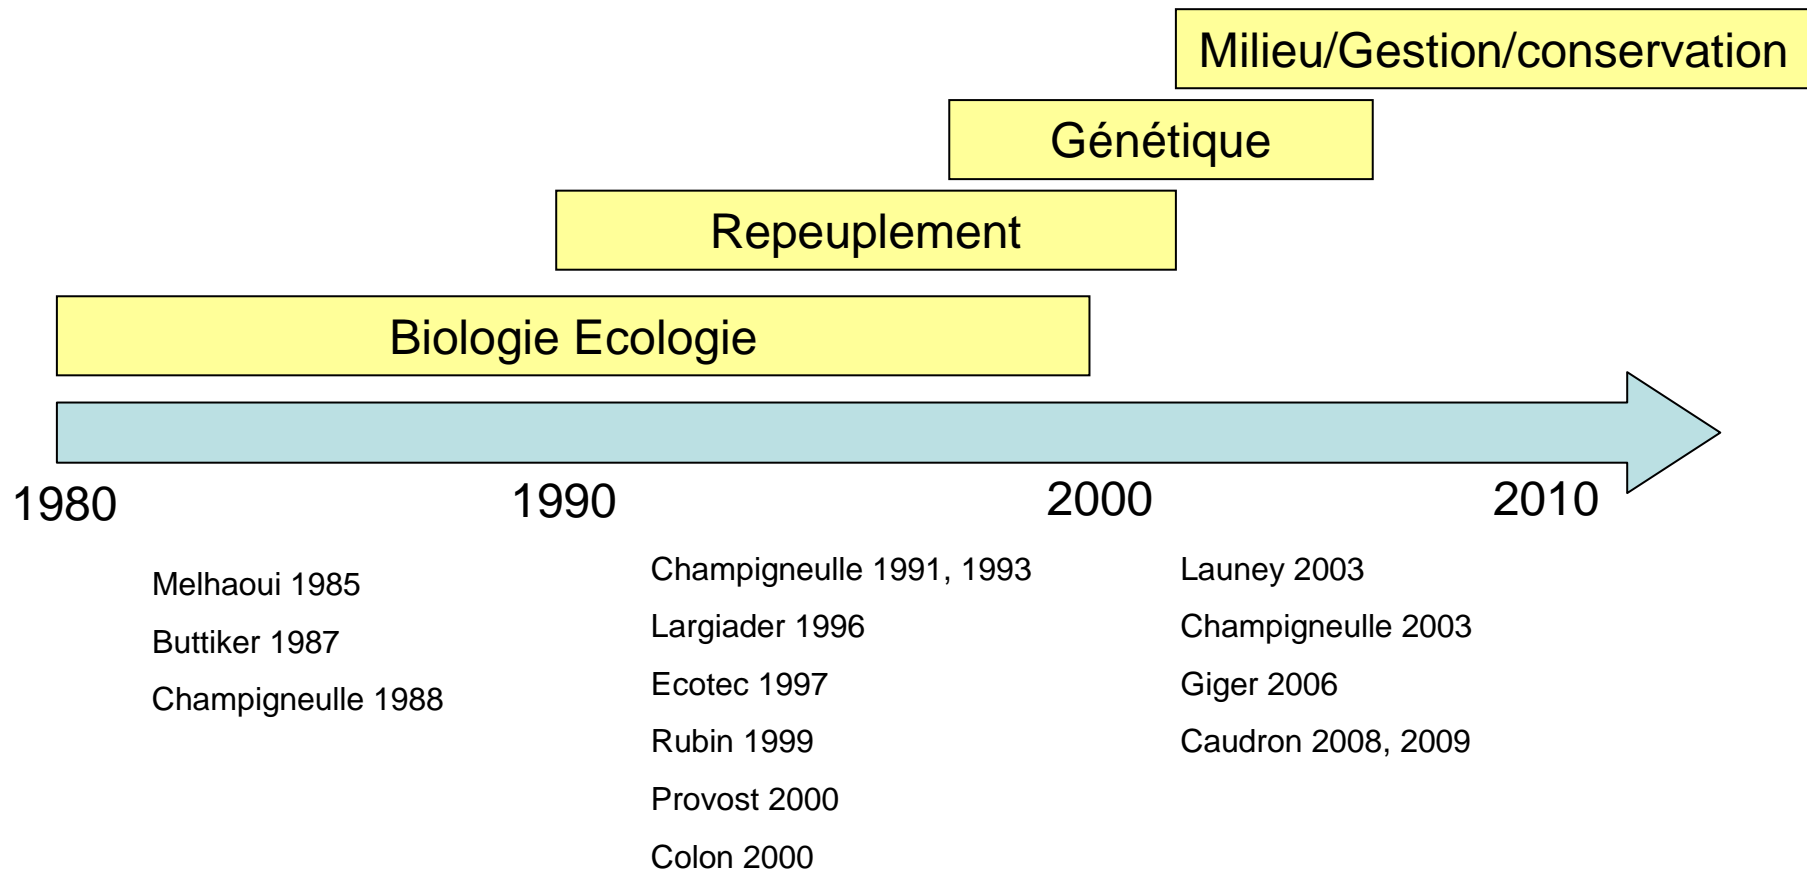 Milieu/Gestion/conservation
Génétique
Repeuplement
Biologie Ecologie
1980
1990
2000
2010
Melhaoui 1985
Buttiker 1987
Champigneulle 1988
Champigneulle 1991, 1993
Largiader 1996
Ecotec 1997
Rubin 1999
Provost 2000
Colon 2000
Launey 2003
Champigneulle 2003
Giger 2006
Caudron 2008, 2009